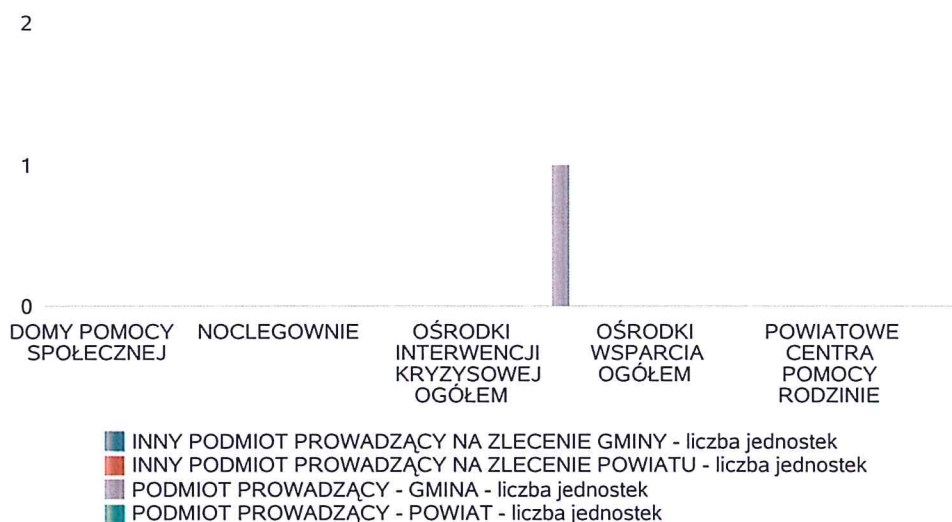 2
1
0
DOMY POMOCY SPOŁECZNEJ
NOCLEGOWNIE
OŚRODKI INTERWENCJI KRYZYSOWEJ OGÓŁEM
OŚRODKI WSPARCIA OGÓŁEM
POWIATOWE CENTRA POMOCY RODZINIE
INNY PODMIOT PROWADZĄCY NA ZLECENIE GMINY - liczba jednostek
INNY PODMIOT PROWADZĄCY NA ZLECENIE POWIATU - liczba jednostek
PODMIOT PROWADZĄCY - GMINA - liczba jednostek
PODMIOT PROWADZĄCY - POWIAT - liczba jednostek